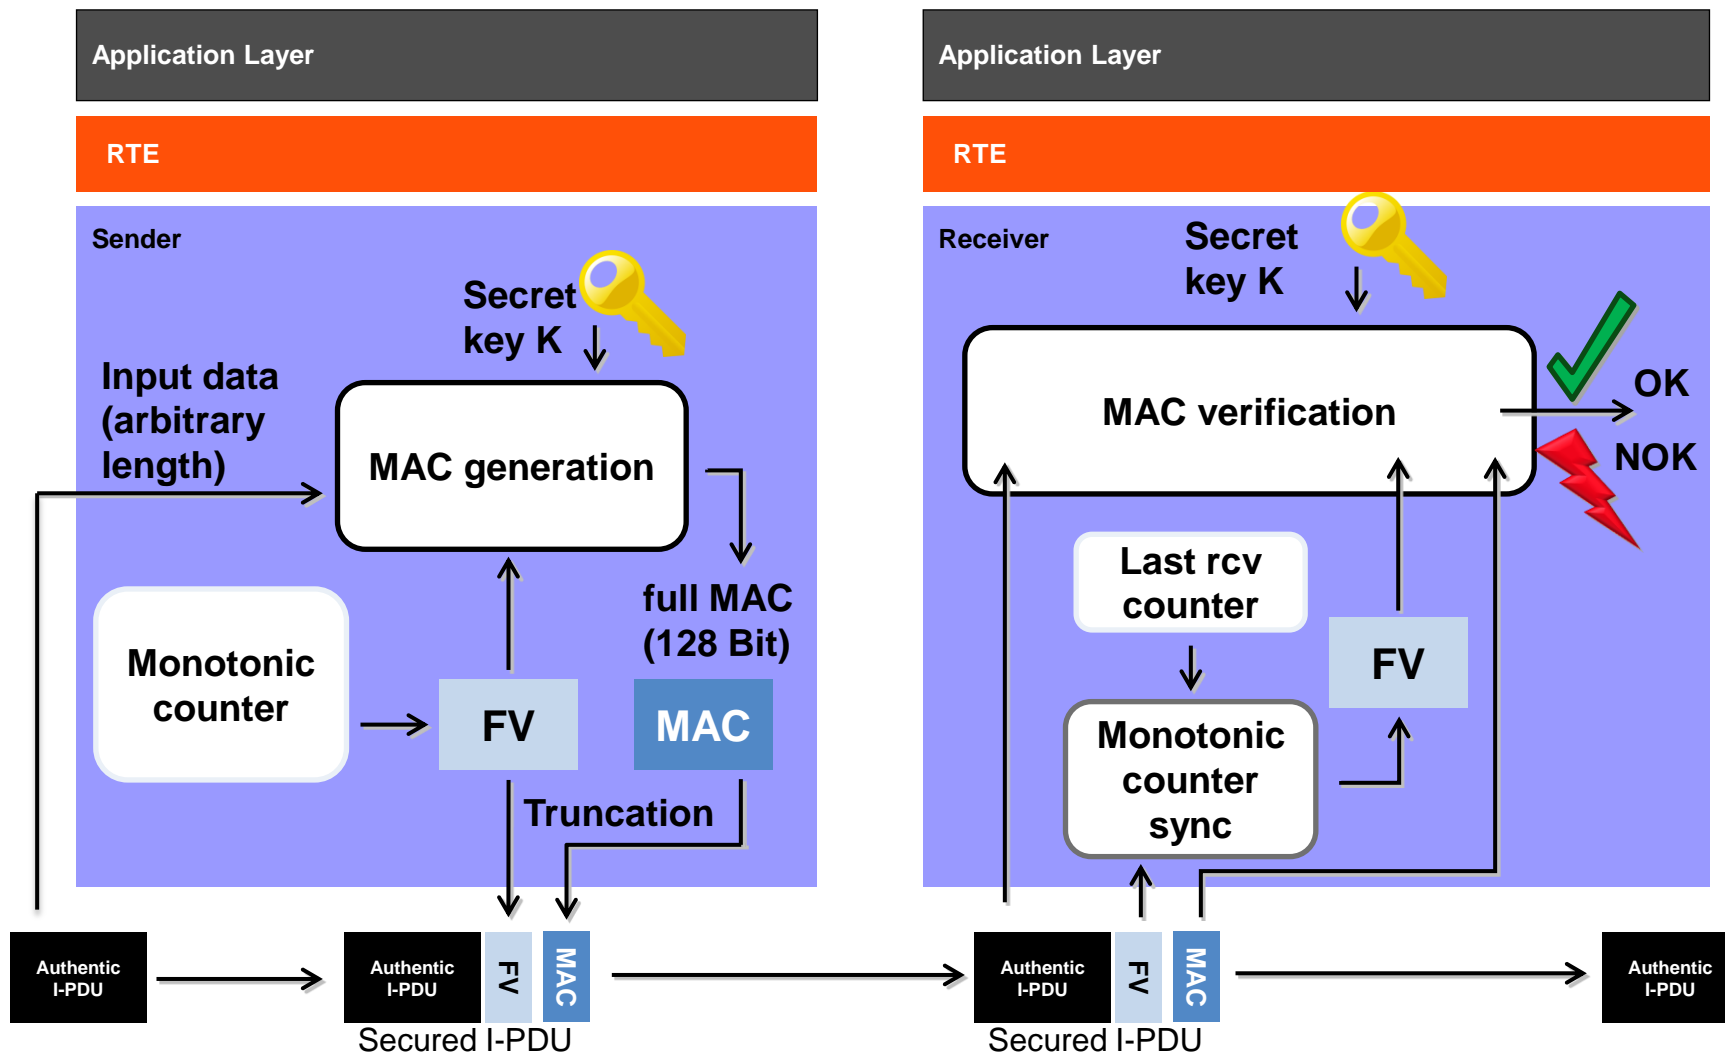 Application Layer
RTE
Sender
Secret
key K
Input data
(arbitrary
length)
MAC generation
full MAC
(128 Bit)
Monotonic
counter
FV
MAC
Truncation
Authentic
I-PDU
Authentic
I-PDU
FV
MAC
Secured I-PDU
Application Layer
RTE
Receiver
Secret
key K
MAC verification
OK
NOK
Last rcv
counter
FV
Monotonic
counter
sync
Authentic
I-PDU
FV
MAC
Secured I-PDU
Authentic
I-PDU